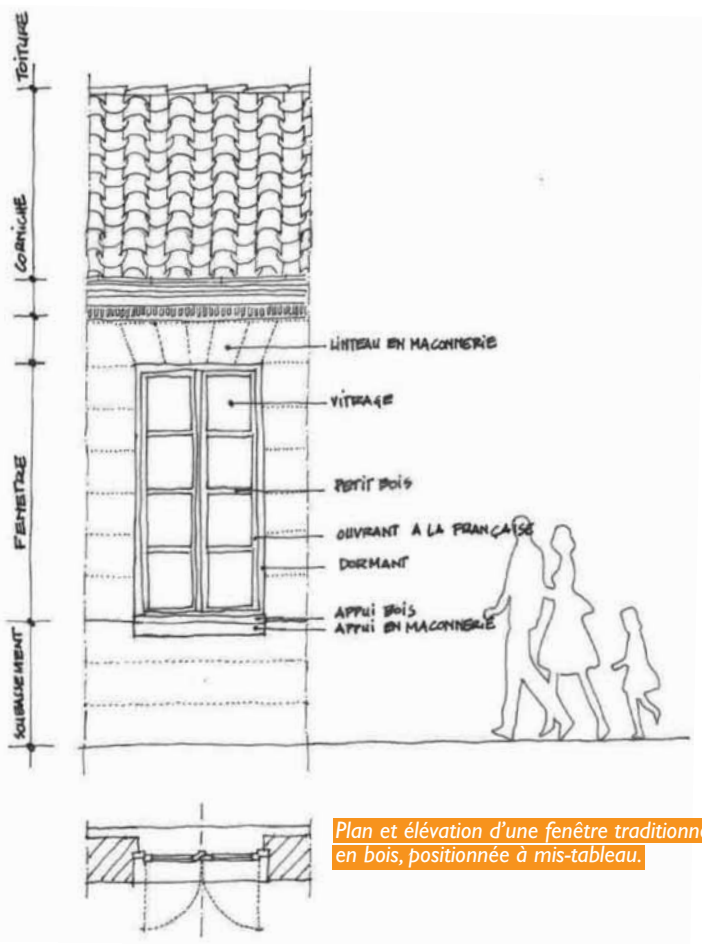 TOITURE
CORNICHE
FENETRE
SOUBASSEMENT
LINTEAU EN MACONNERIE
VITRAGE
PETIT BOIS
OUVRANT A LA FRANÇAISE
DORMANT
APPUI BOIS
APPUI EN MACONNERIE
Plan et élévation d'une fenêtre traditionne
en bois, positionnée à mis-tableau.